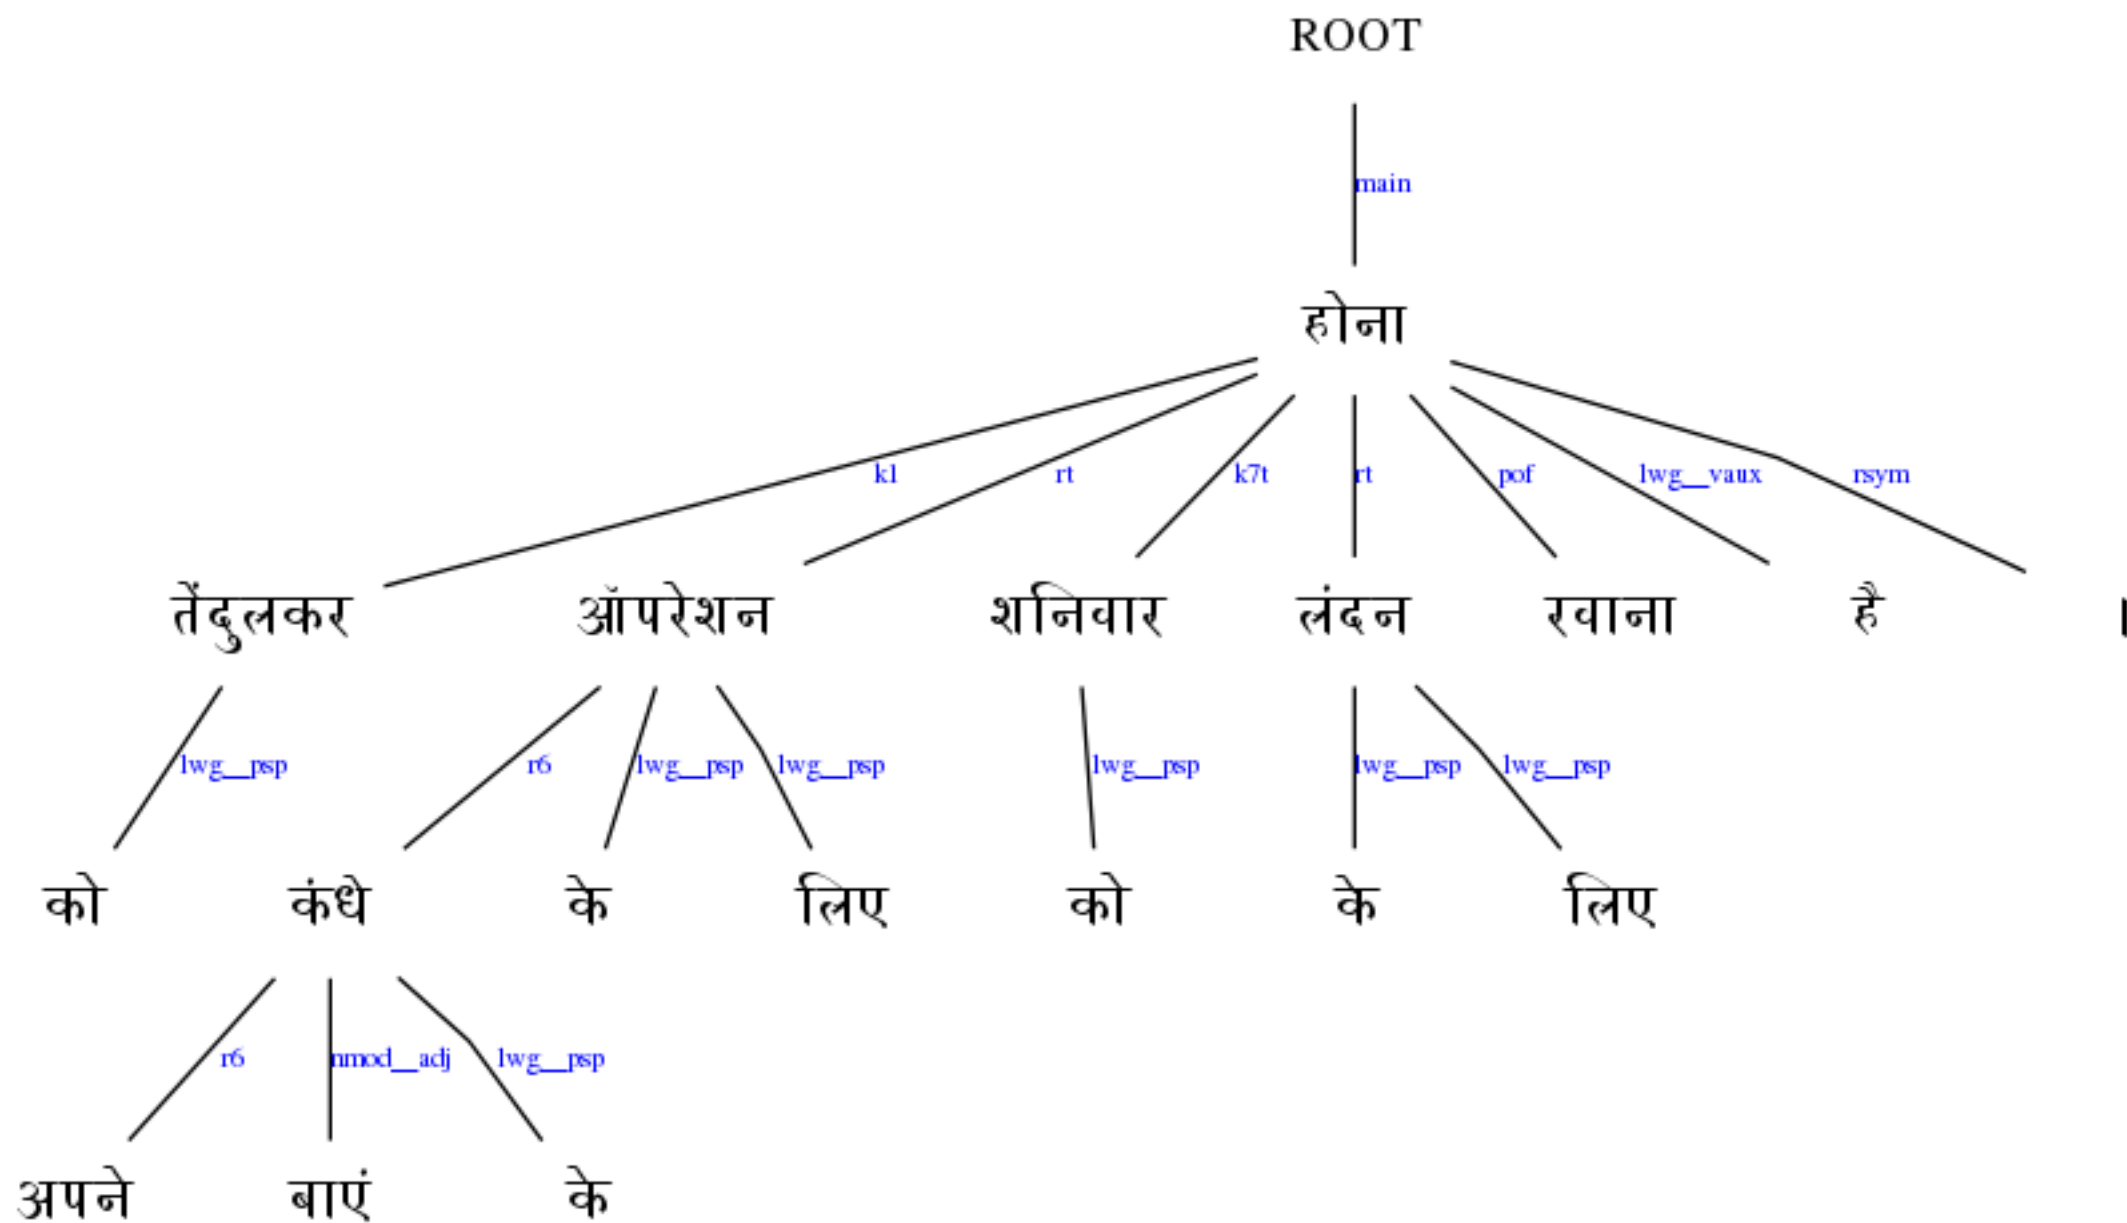 ROOT
main
होना
k1 rt k7t rt pof lwg__vaux rsym
तेंदुलकर ऑपरेशन शनिवार लंदन रवाना है ।
lwg__psp r6 lwg__psp lwg__psp lwg__psp lwg__psp lwg__psp
को कंधे के लिए को के लिए
r6 nmod__adj lwg__psp
अपने बाएं के